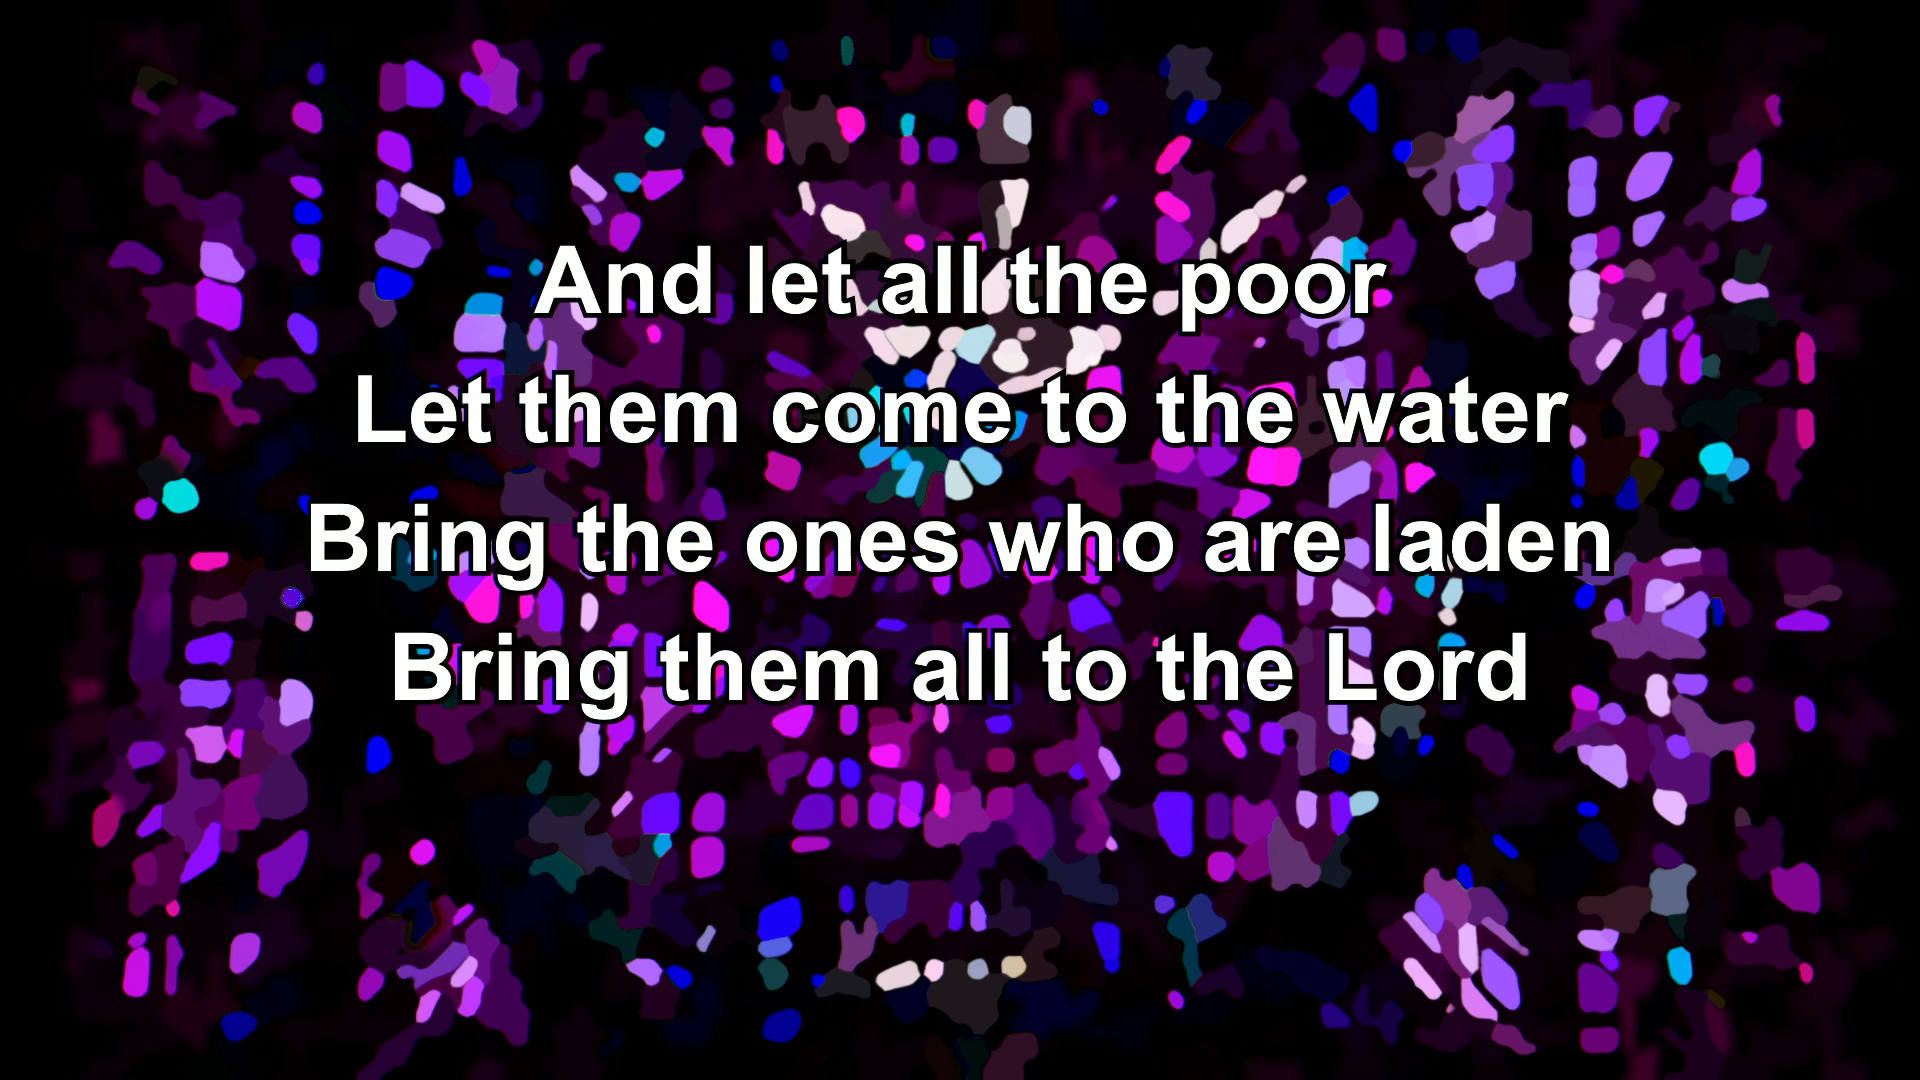 And let all the poor
Let them come to the water
Bring the ones who are laden
Bring them all to the Lord